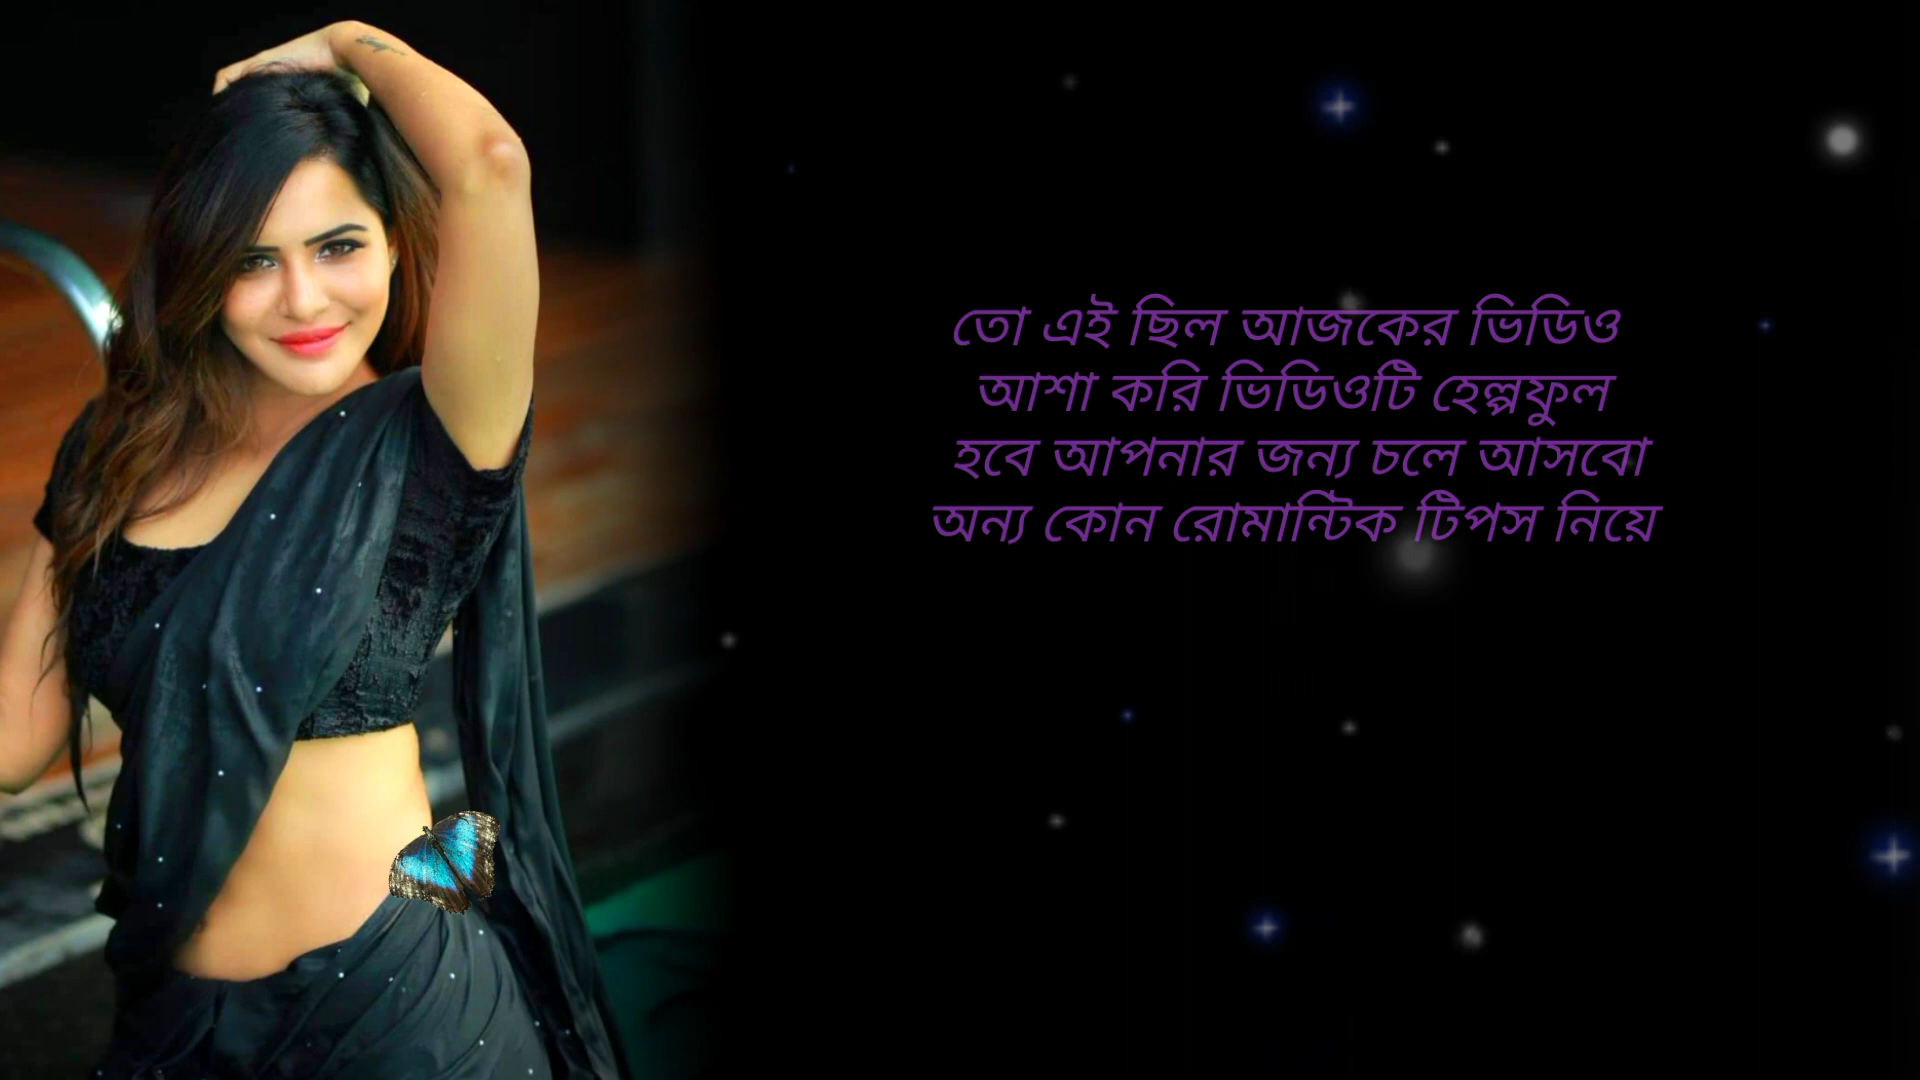 তো এই ছিল আজকের ভিডিও
আশা করি ভিডিওটি হেল্পফুল
হবে আপনার জন্য চলে আসবো
অন্য কোন রোমান্টিক টিপস নিয়ে